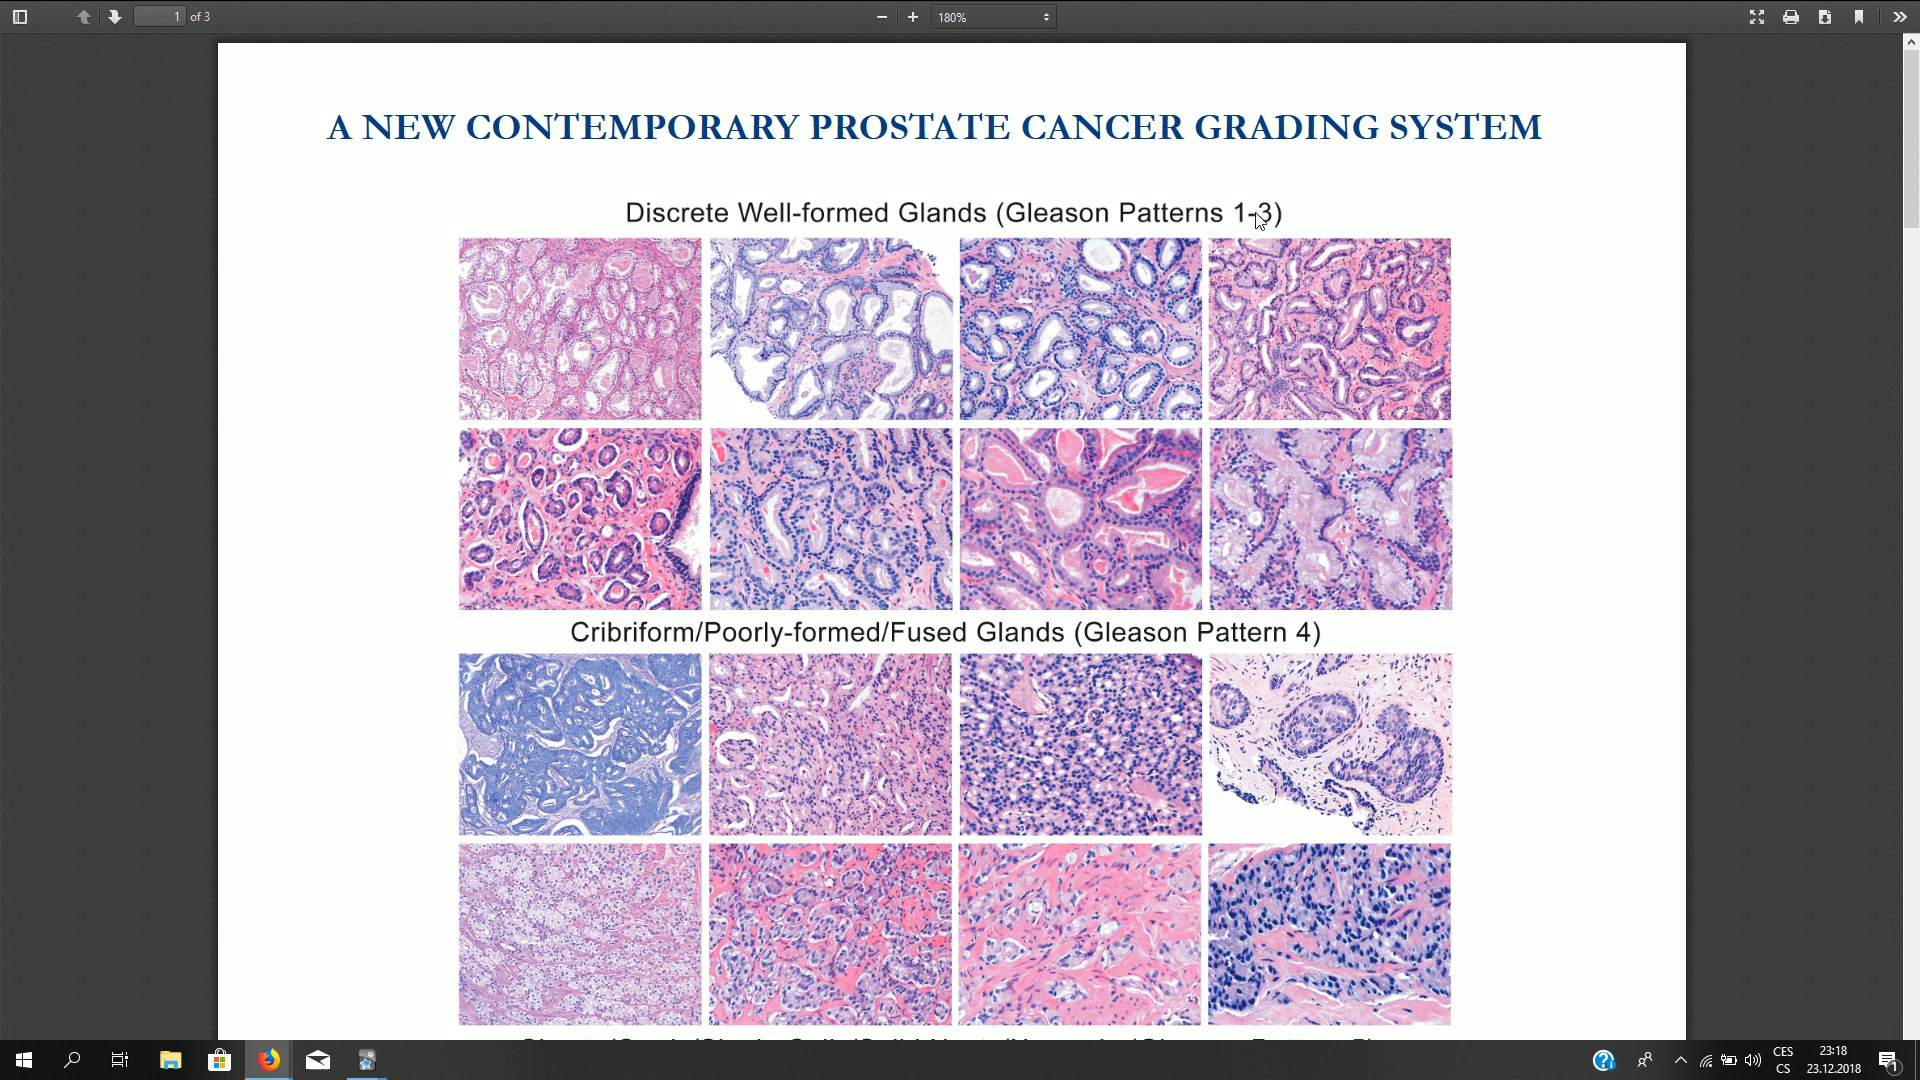 1 of 3
180%
A NEW CONTEMPORARY PROSTATE CANCER GRADING SYSTEM
Discrete Well-formed Glands (Gleason Patterns 1-3)
Cribriform/Poorly-formed/Fused Glands (Gleason Pattern 4)
CES
CS
23:18
23.12.2018
1